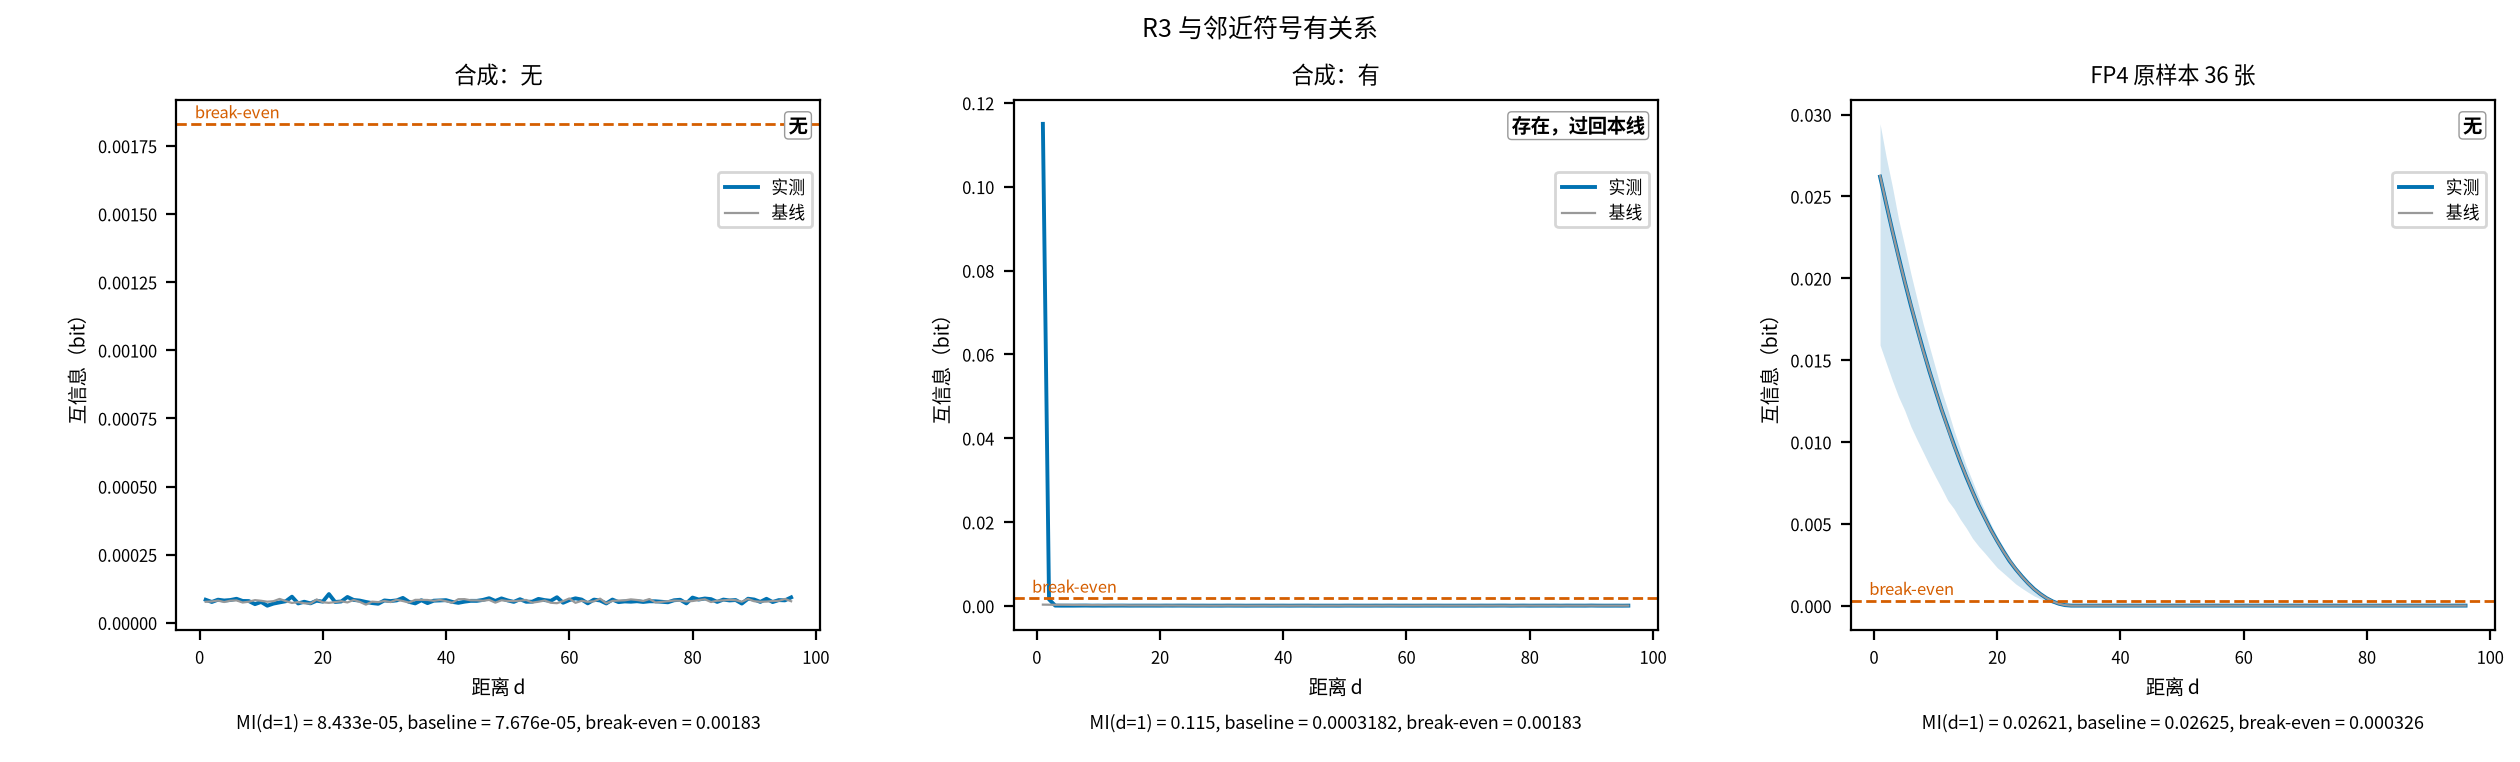 R3 与邻近符号有关系
合成：无
break-even
无
实测
基线
0.00175
0.00150
0.00125
0.00100
0.00075
0.00050
0.00025
0.00000
互信息（bit）
0 20 40 60 80 100
距离 d
MI(d=1) = 8.433e-05, baseline = 7.676e-05, break-even = 0.00183
合成：有
存在，过回本线
实测
基线
0.12
0.10
0.08
0.06
0.04
0.02
0.00
break-even
互信息（bit）
0 20 40 60 80 100
距离 d
MI(d=1) = 0.115, baseline = 0.0003182, break-even = 0.00183
FP4 原样本 36 张
无
实测
基线
0.030
0.025
0.020
0.015
0.010
0.005
0.000
break-even
互信息（bit）
0 20 40 60 80 100
距离 d
MI(d=1) = 0.02621, baseline = 0.02625, break-even = 0.000326